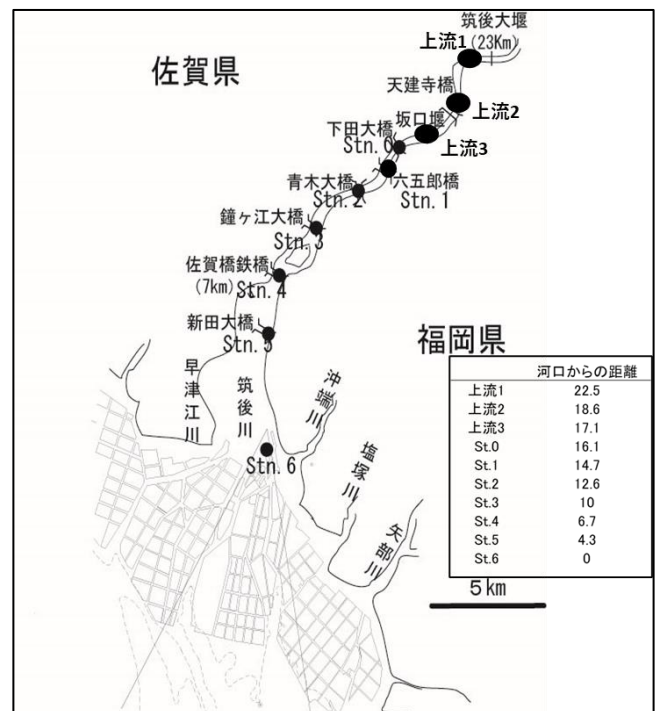 筑後大堰
上流1 (23Km)
佐賀県
天建寺橋
上流2
坂口堰
下田大橋
Stn.0
上流3
六五郎橋
青木大橋
Stn.2
Stn.1
鐘ヶ江大橋
Stn.3
佐賀橋鉄橋
(7km) Stn.4
新田大橋
Stn.5
福岡県
早津江川
筑後川
沖端川
Stn.6
塩塚川
矢部川
河口からの距離
上流1 22.5
上流2 18.6
上流3 17.1
St.0 16.1
St.1 14.7
St.2 12.6
St.3 10
St.4 6.7
St.5 4.3
St.6 0
5km